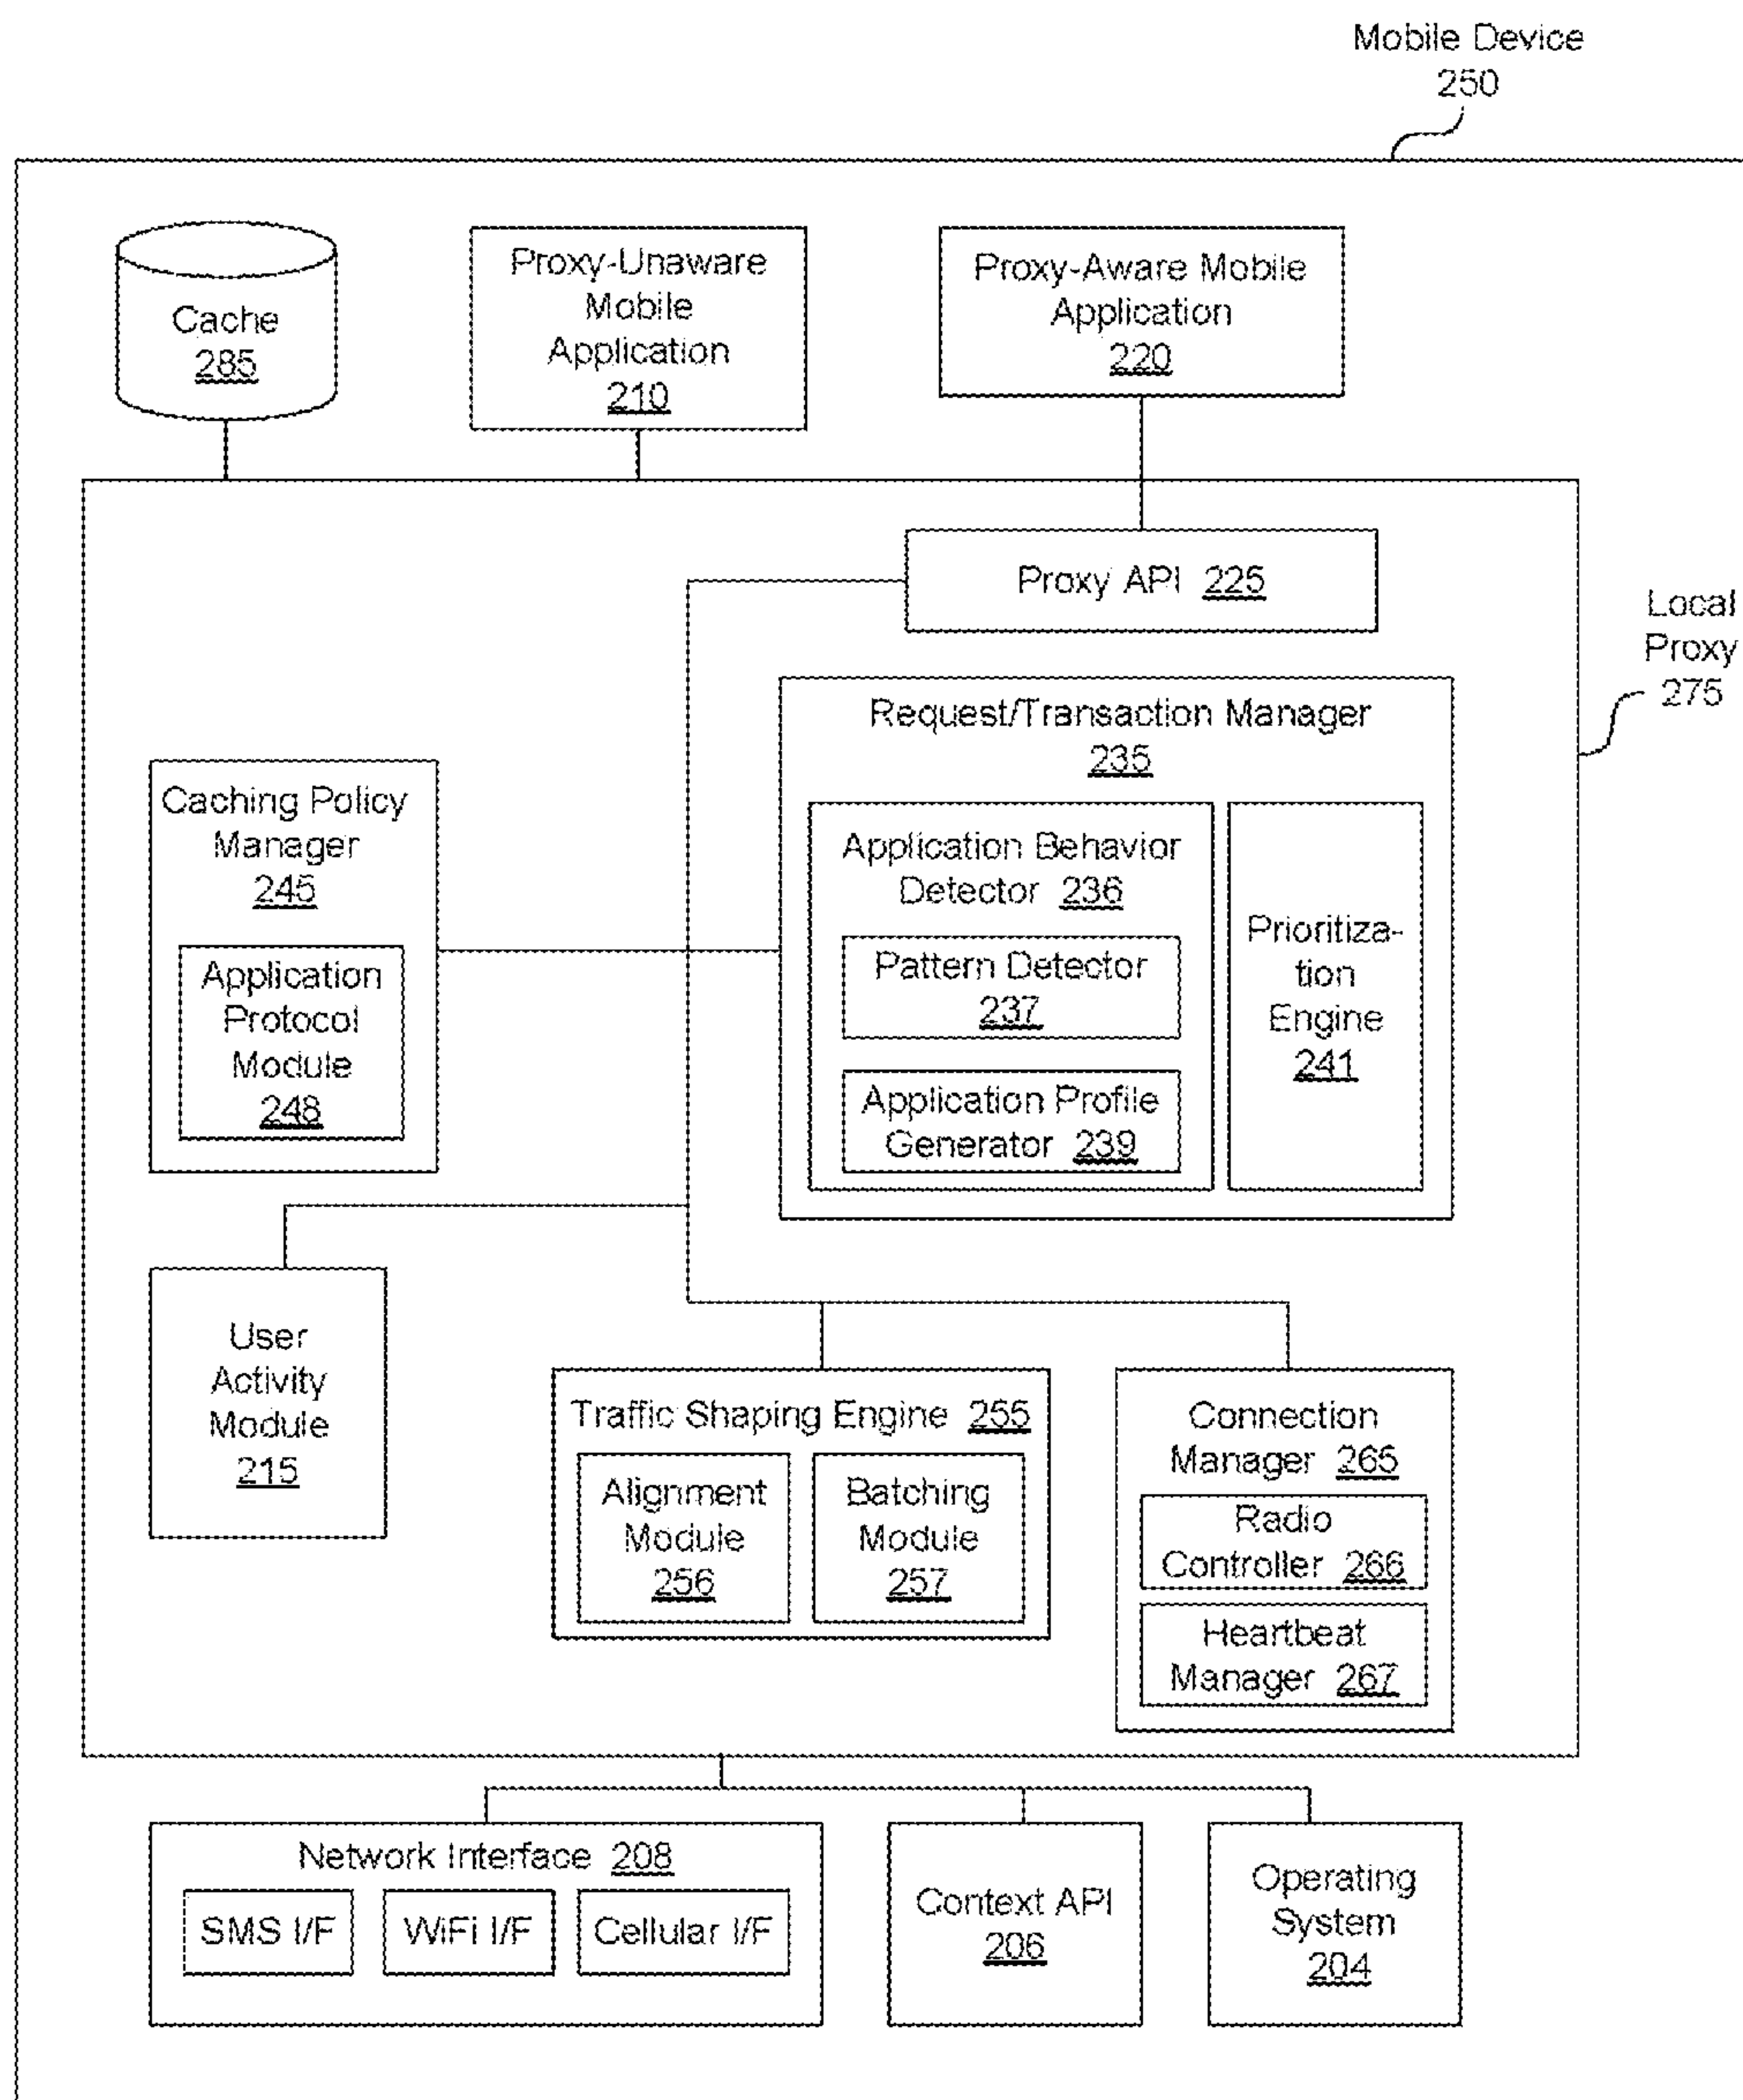 Mobile Device
250
Cache
285
Proxy-Unaware
Mobile
Application
210
Proxy-Aware Mobile
Application
220
Proxy API 225
Local
Proxy
275
Request/Transaction Manager
235
Caching Policy
Manager
245
Application
Protocol
Module
248
Application Behavior
Detector 236
Pattern Detector
237
Application Profile
Generator 239
Prioritiza-
tion
Engine
241
User
Activity
Module
215
Traffic Shaping Engine 255
Alignment
Module
256
Batching
Module
257
Connection
Manager 265
Radio
Controller 266
Heartbeat
Manager 267
Network Interface 208
SMS I/F
WiFi I/F
Cellular I/F
Context API
206
Operating
System
204